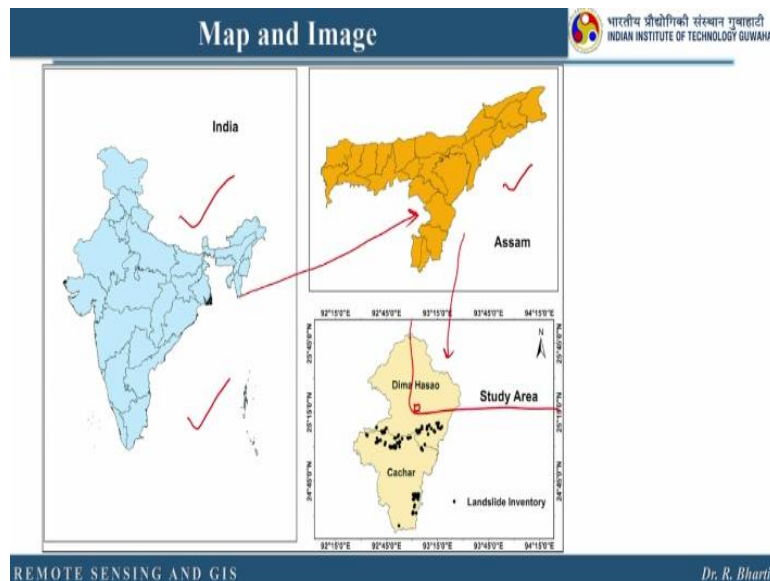 Map and Image
भारतीय प्रौद्योगिकी संस्थान गुवाहाटी
INDIAN INSTITUTE OF TECHNOLOGY GUWAHA
India
Assam
92°15'0"E 92°45'0"E 93°15'0"E 93°45'0"E 94°15'0"E
N
Dima Hasao
Study Area
Cachar
Landslide Inventory
92°15'0"E 92°45'0"E 93°15'0"E 93°45'0"E 94°15'0"E
REMOTE SENSING AND GIS
Dr. R. Bharti